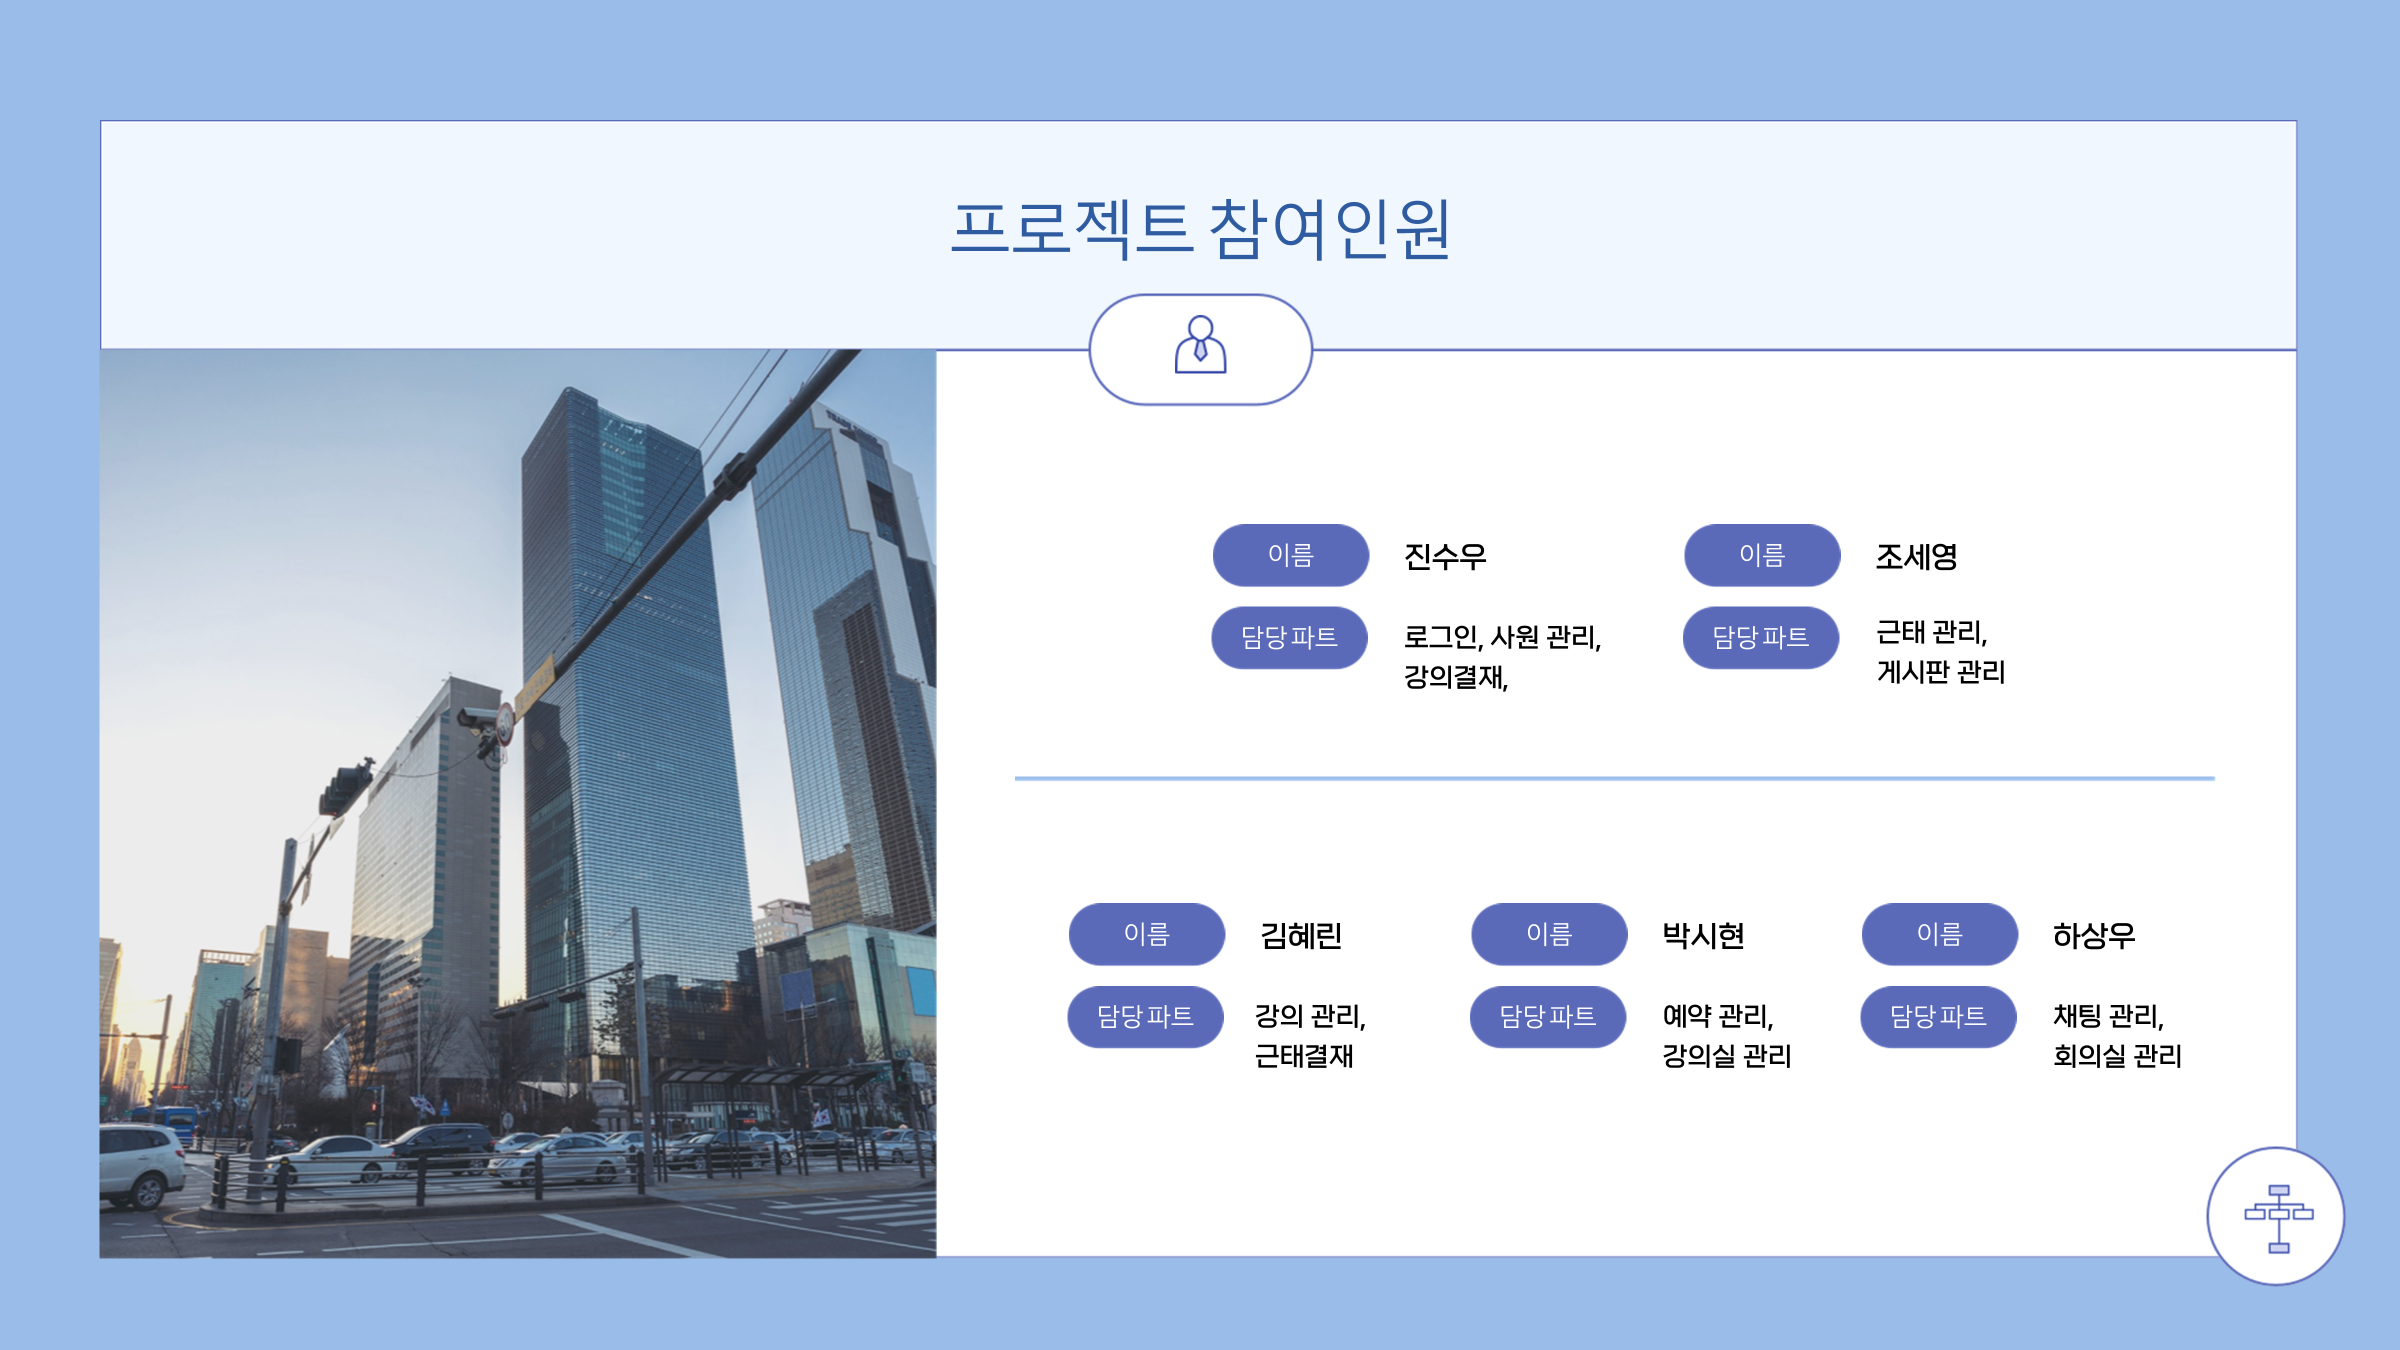 프로젝트 참여인원
이름 진수우
담당파트 로그인, 사원 관리,
강의결재,
이름 조세영
담당파트 근태 관리,
게시판 관리
이름 김혜린
담당파트 강의 관리,
근태결재
이름 박시현
담당파트 예약 관리,
강의실 관리
이름 하상우
담당파트 채팅 관리,
회의실 관리